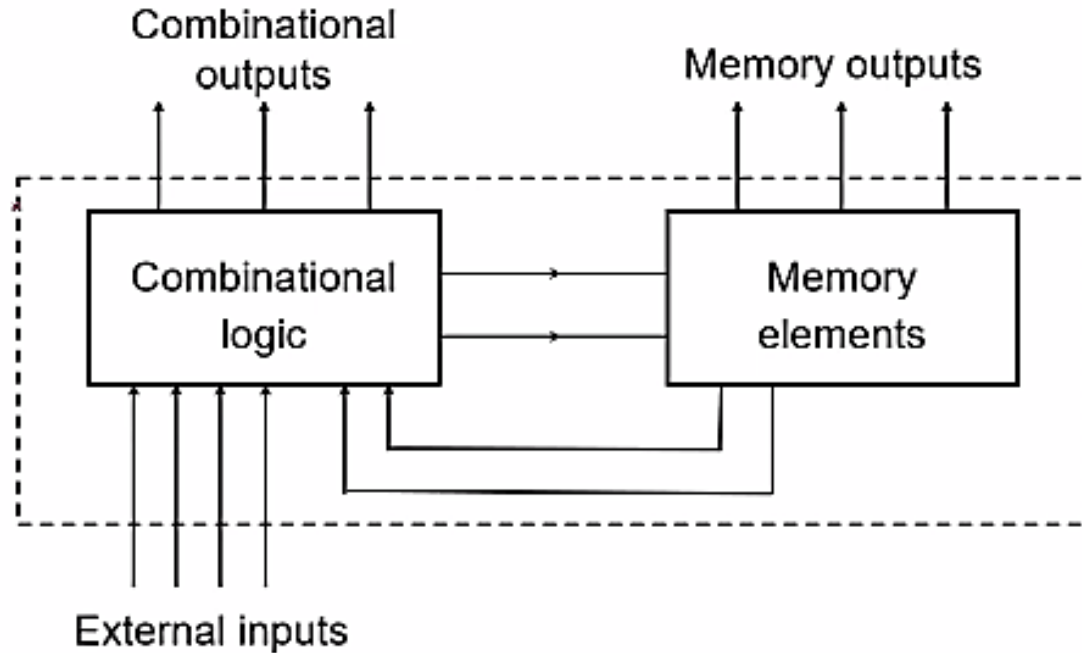 Combinational
outputs
Memory outputs
Combinational
logic
Memory
elements
External inputs